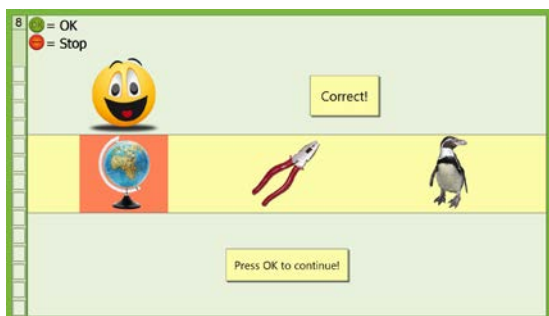 8
= OK
= Stop
Correct!
Press OK to continue!